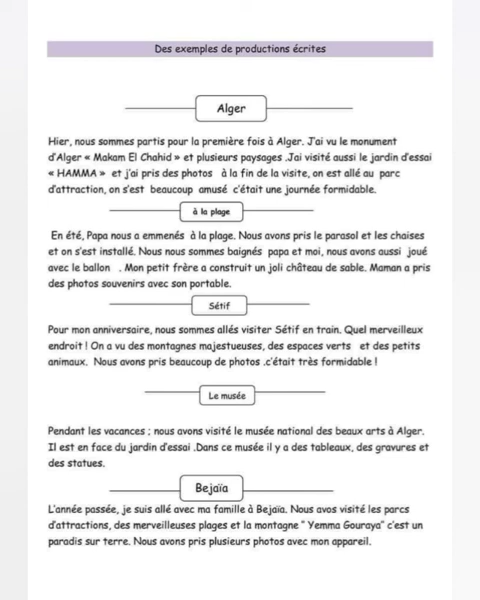 Des exemples de productions écrites
Alger
Hier, nous sommes partis pour la première fois à Alger. J'ai vu le monument
d'Alger « Makam El Chahid » et plusieurs paysages .Jai visité aussi le jardin d'essai
« HAMMA » et j'ai pris des photos à la fin de la visite, on est allé au parc
d'attraction, on s'est beaucoup amusé c'était une journée formidable.
à la plage
En été, Papa nous a emmenés à la plage. Nous avons pris le parasol et les chaises
et on s'est installé. Nous nous sommes baignés papa et moi, nous avons aussi joué
avec le ballon . Mon petit frère a construit un joli château de sable. Maman a pris
des photos souvenirs avec son portable.
Sétif
Pour mon anniversaire, nous sommes allés visiter Sétif en train. Quel merveilleux
endroit ! On a vu des montagnes majestueuses, des espaces verts et des petits
animaux. Nous avons pris beaucoup de photos .c'était très formidable !
Le musée
Pendant les vacances ; nous avons visité le musée national des beaux arts à Alger.
Il est en face du jardin d'essai .Dans ce musée il y a des tableaux, des gravures et
des statues.
Bejaïa
L'année passée, je suis allé avec ma famille à Bejaïa. Nous avos visité les parcs
d'attractions, des merveilleuses plages et la montagne " Yemma Gouraya" c'est un
paradis sur terre. Nous avons pris plusieurs photos avec mon appareil.